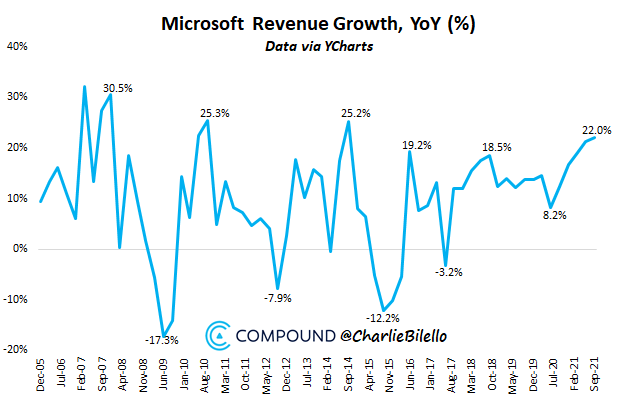 Microsoft Revenue Growth, YoY (%)
Data via YCharts
40%
30%
20%
10%
0%
-10%
-20%
30.5%
25.3%
25.2%
19.2%
18.5%
22.0%
8.2%
-3.2%
-7.9%
-12.2%
-17.3%
COMPOUND @CharlieBilello
Dec-05
Jul-06
Feb-07
Sep-07
Apr-08
Nov-08
Jun-09
Jan-10
Aug-10
Mar-11
Oct-11
May-12
Dec-12
Jul-13
Feb-14
Sep-14
Apr-15
Nov-15
Jun-16
Jan-17
Aug-17
Mar-18
Oct-18
May-19
Dec-19
Jul-20
Feb-21
Sep-21